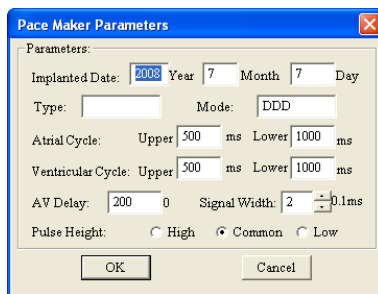 Pace Maker Parameters
Parameters:
Implanted Date: 2008 Year 7 Month 7 Day
Type: Mode: DDD
Atrial Cycle: Upper 500 ms Lower 1000 ms
Ventricular Cycle: Upper 500 ms Lower 1000 ms
AV Delay: 200 0 Signal Width: 2 0.1ms
Pulse Height: High Common Low
OK Cancel